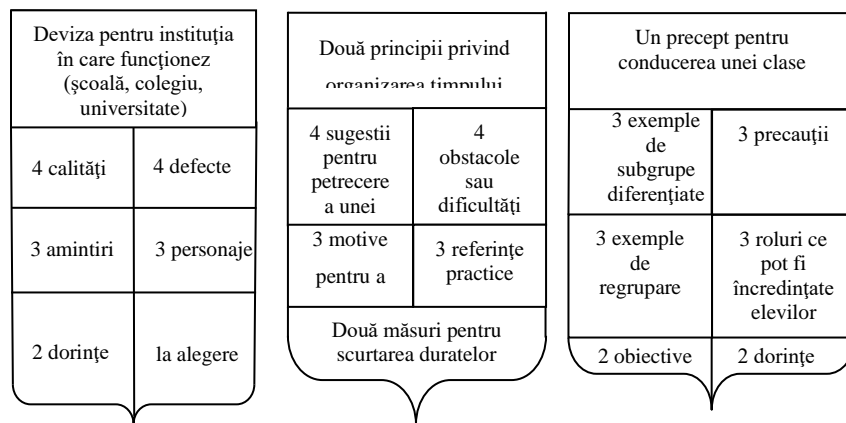 Deviza pentru instituţia
în care funcţionez
(şcoală, colegiu,
universitate)
4 calităţi
4 defecte
3 amintiri
3 personaje
2 dorinţe
la alegere
Două principii privind
organizarea timpului
4 sugestii
pentru
petrecere
a unei
4
obstacole
sau
dificultăţi
3 motive
pentru a
3 referinţe
practice
Două măsuri pentru
scurtarea duratelor
Un precept pentru
conducerea unei clase
3 exemple
de
subgrupe
diferenţiate
3 precauţii
3 exemple
de
regrupare
3 roluri ce
pot fi
încredinţate
elevilor
2 obiective
2 dorinţe